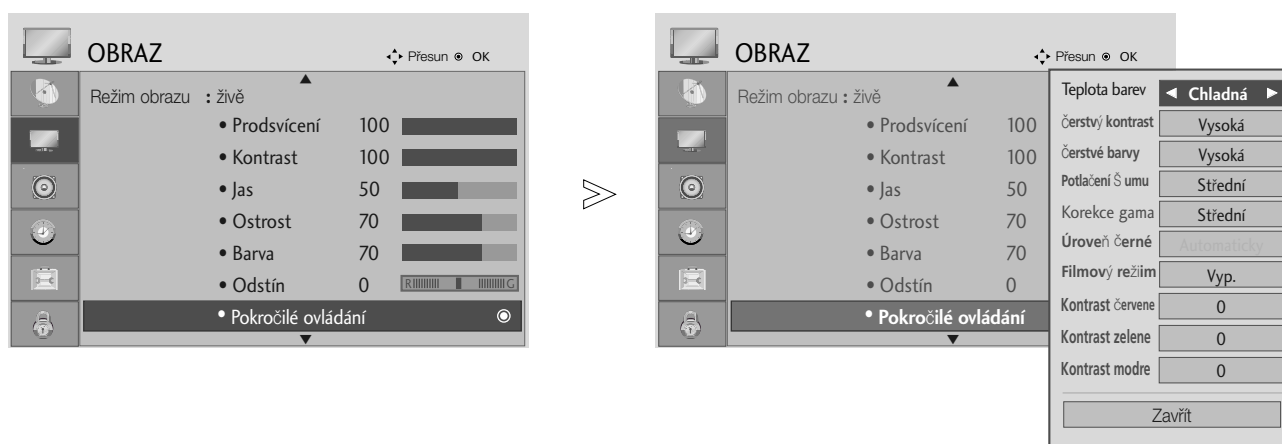 OBRAZ
Přesun OK
Režim obrazu : živě
• Prodsvícení 100
• Kontrast 100
• Jas 50
• Ostrost 70
• Barva 70
• Odstín 0 R G
• Pokročilé ovládání
OBRAZ
Přesun OK
Režim obrazu : živě
• Prodsvícení 100
• Kontrast 100
• Jas 50
• Ostrost 70
• Barva 70
• Odstín 0
• Pokročilé ovládání
Teplota barev Chladná
Čerstvý kontrast Vysoká
Čerstvé barvy Vysoká
Potlačení Š umu Střední
Korekce gama Střední
Úroveň černé Automaticky
Filmový režiim Vyp.
Kontrast červene 0
Kontrast zelene 0
Kontrast modre 0
Zavřít